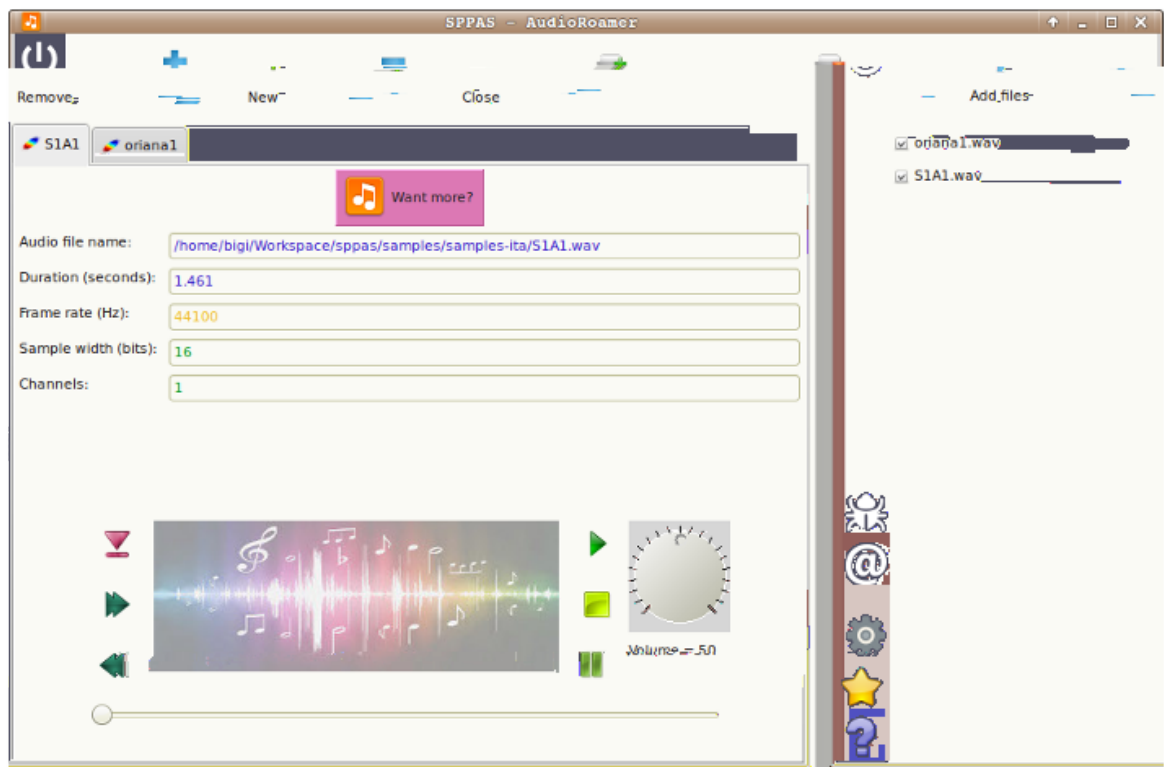 SPPAS - AudioRoamer
Remove
New
Close
Add files
S1A1
oriana1
oriana1.wav
S1A1.wav
Want more?
Audio file name:
/home/bigi/Workspace/sppas/samples/samples-ita/S1A1.wav
Duration (seconds):
1.461
Frame rate (Hz):
44100
Sample width (bits):
16
Channels:
1
Volume = 50